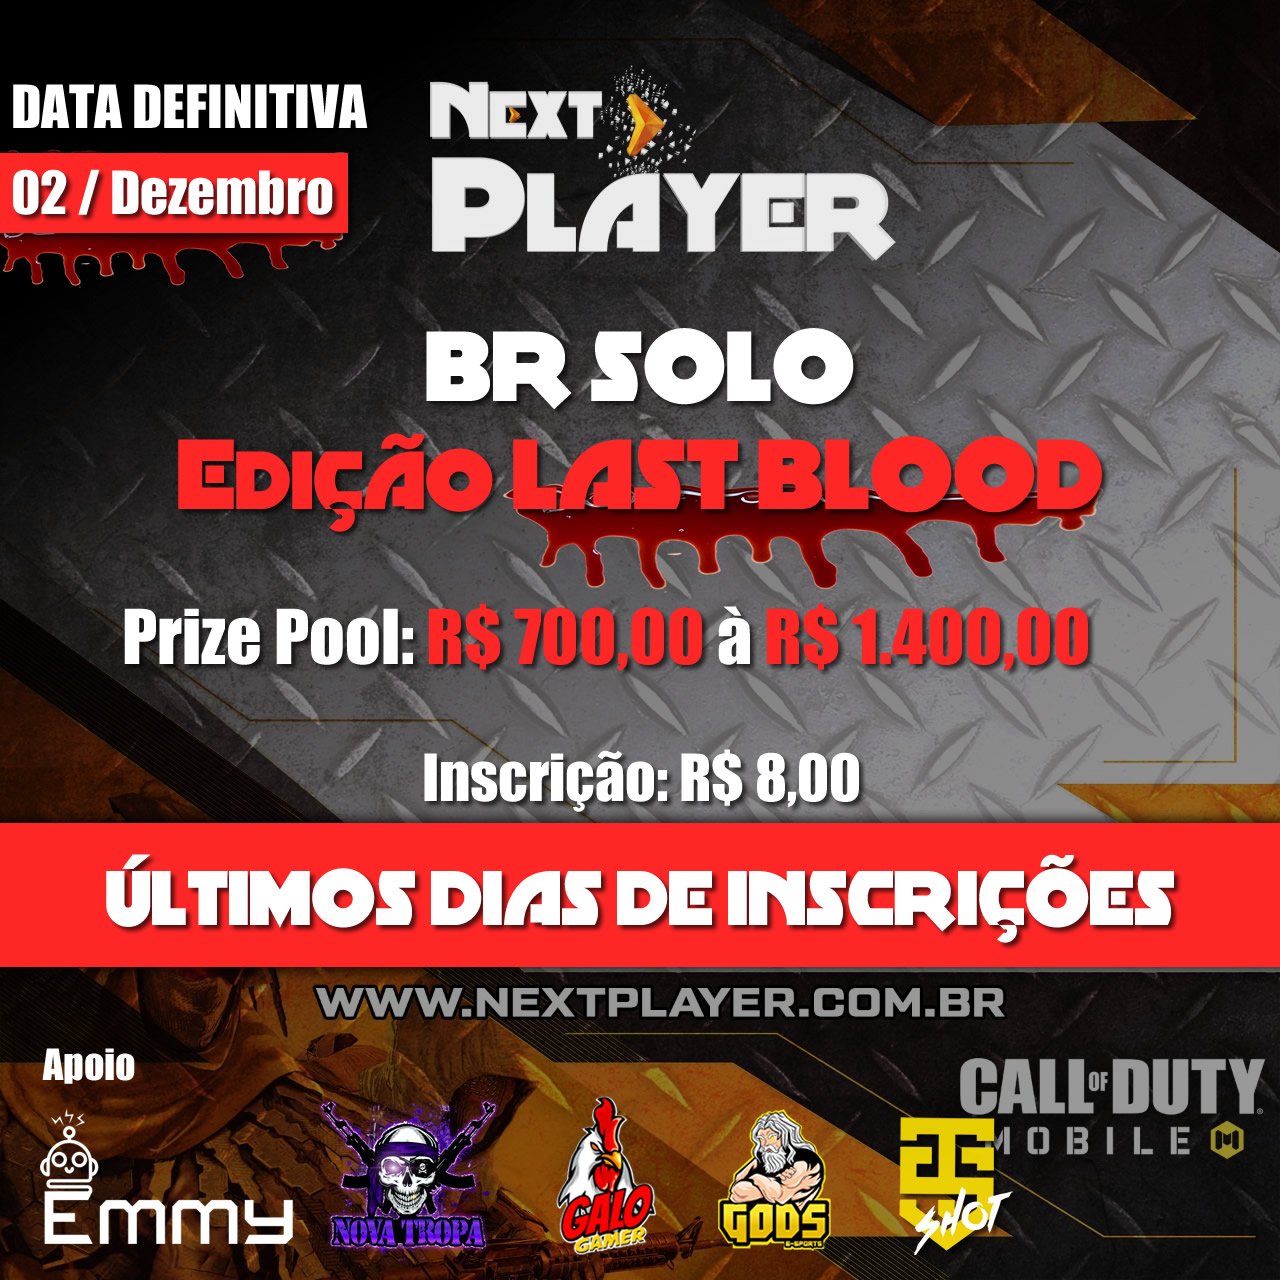 DATA DEFINITIVA
02 / Dezembro
NEXT
PLAYER
BR SOLO
EDIÇÃO LAST BLOOD
Prize Pool: R$ 700,00 à R$ 1.400,00
Inscrição: R$ 8,00
ÚLTIMOS DIAS DE INSCRIÇÕES
WWW.NEXTPLAYER.COM.BR
Apoio
Emmy
NOVA TROPA
GALO
GAMER
GODS
E-SPORTS
SHOT
CALL OF DUTY
MOBILE